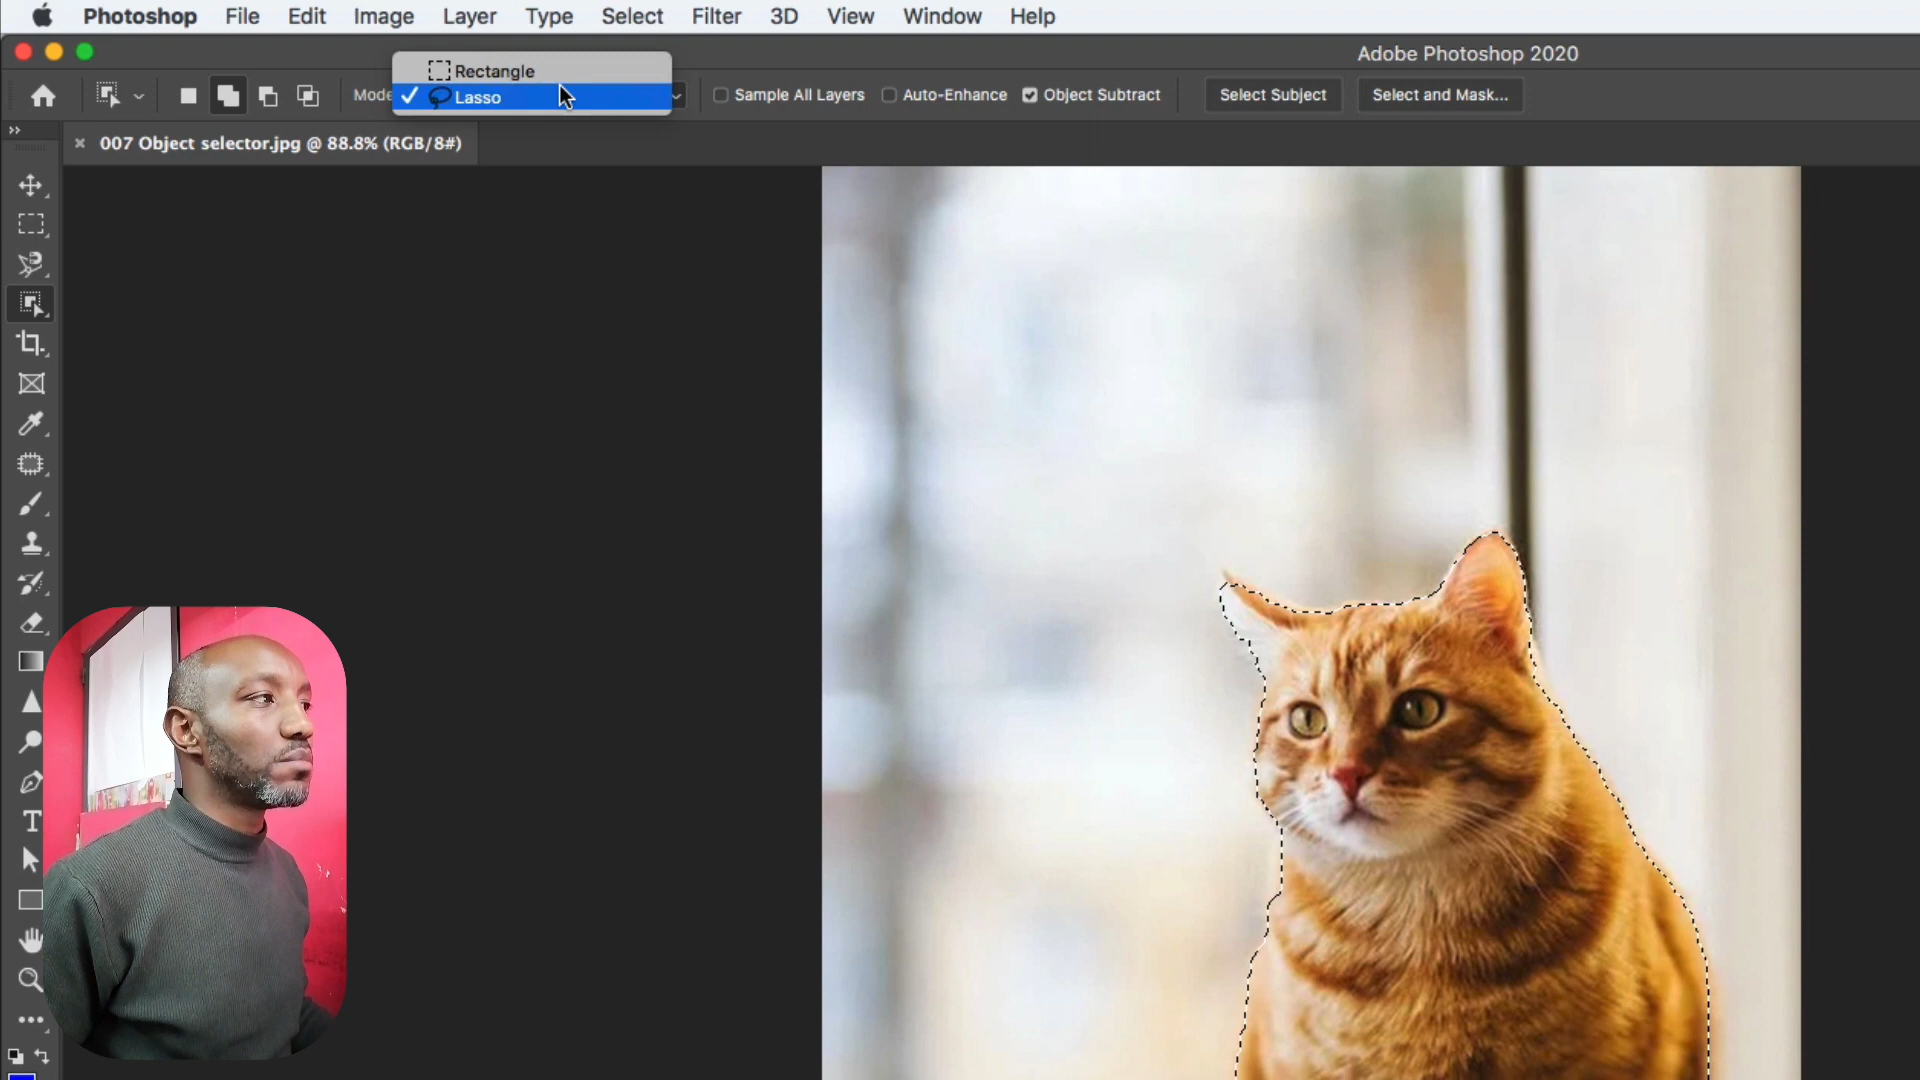 Photoshop File Edit Image Layer Type Select Filter 3D View Window Help
Adobe Photoshop 2020
Rectangle
Mode
Lasso
Sample All Layers Auto-Enhance Object Subtract Select Subject Select and Mask...
007 Object selector.jpg @ 88.8% (RGB/8#)